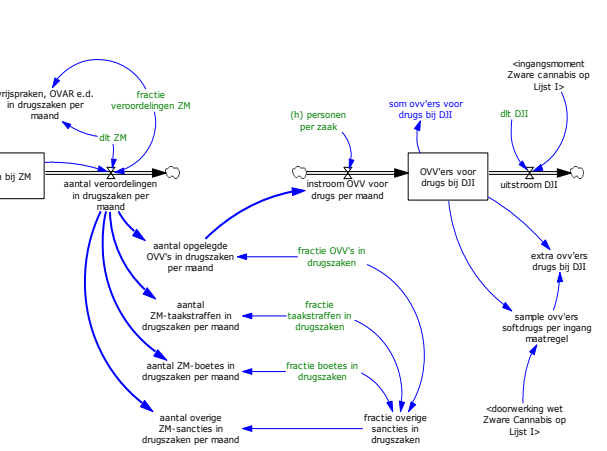 <ingangsmoment
Zware cannabis op
Lijst I>
OVAR e.d.
in drugszaken per
maand
fractie
veroordelingen ZM
som ovv'ers voor
drugs bij DJI
(h) personen
per zaak
dlt DJI
dlt ZM
bij ZM
aantal veroordelingen
in drugszaken per
maand
instroom OVV voor
drugs per maand
OVV'ers voor
drugs bij DJI
uitstroom DJI
aantal opgelegde
OVV's in drugszaken
per maand
fractie OVV's in
drugszaken
extra ovv'ers
drugs bij DJI
aantal
ZM-taakstraffen in
drugszaken per maand
fractie
taakstraffen in
drugszaken
sample ovv'ers
softdrugs per ingang
maatregel
aantal ZM-boetes in
drugszaken per maand
fractie boetes in
drugszaken
aantal overige
ZM-sancties in
drugszaken per maand
fractie overige
sancties in
drugszaken
<doorwerking wet
Zware Cannabis op
Lijst I>